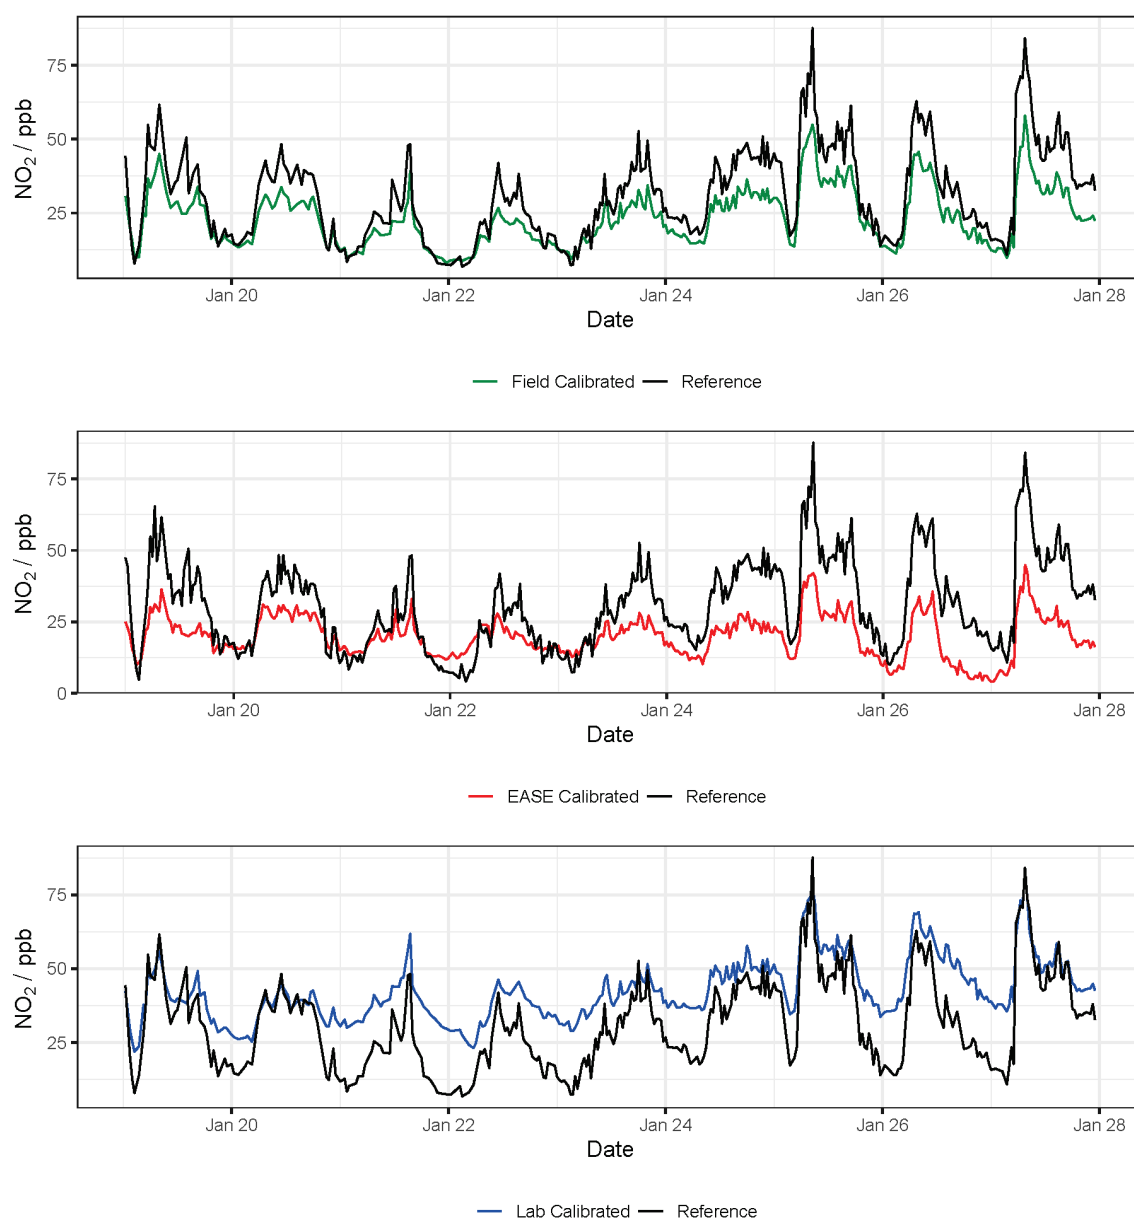 75
50
25
NO₂ / ppb
Jan 20 Jan 22 Jan 24 Jan 26 Jan 28
Date
Field Calibrated Reference
75
50
25
0
NO₂ / ppb
Jan 20 Jan 22 Jan 24 Jan 26 Jan 28
Date
EASE Calibrated Reference
75
50
25
NO₂ / ppb
Jan 20 Jan 22 Jan 24 Jan 26 Jan 28
Date
Lab Calibrated Reference